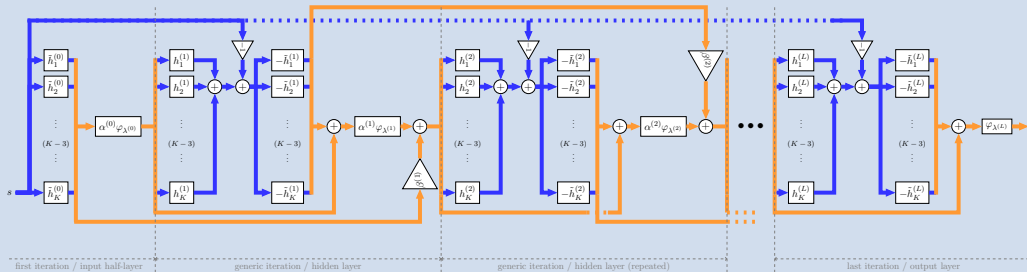 s
h̃₁⁽⁰⁾
h̃₂⁽⁰⁾
⋮
⋮
(K − 3)
h̃_K⁽⁰⁾
α⁽⁰⁾φ_λ⁽⁰⁾
h₁⁽¹⁾
h₂⁽¹⁾
⋮
(K − 3)
⋮
h_K⁽¹⁾
+
+
−h̃₁⁽¹⁾
−h̃₂⁽¹⁾
⋮
(K − 3)
⋮
−h̃_K⁽¹⁾
+
α⁽¹⁾φ_λ⁽¹⁾
+
β⁽¹⁾
h₁⁽²⁾
h₂⁽²⁾
⋮
(K − 3)
⋮
h_K⁽²⁾
+
+
−h̃₁⁽²⁾
−h̃₂⁽²⁾
⋮
(K − 3)
⋮
−h̃_K⁽²⁾
+
α⁽²⁾φ_λ⁽²⁾
β⁽²⁾
+
•••
h₁⁽ᴸ⁾
h₂⁽ᴸ⁾
⋮
(K − 3)
⋮
h_K⁽ᴸ⁾
+
+
−h̃₁⁽ᴸ⁾
−h̃₂⁽ᴸ⁾
⋮
(K − 3)
⋮
−h̃_K⁽ᴸ⁾
+
φ_λ⁽ᴸ⁾
first iteration / input half-layer
generic iteration / hidden layer
generic iteration / hidden layer (repeated)
last iteration / output layer